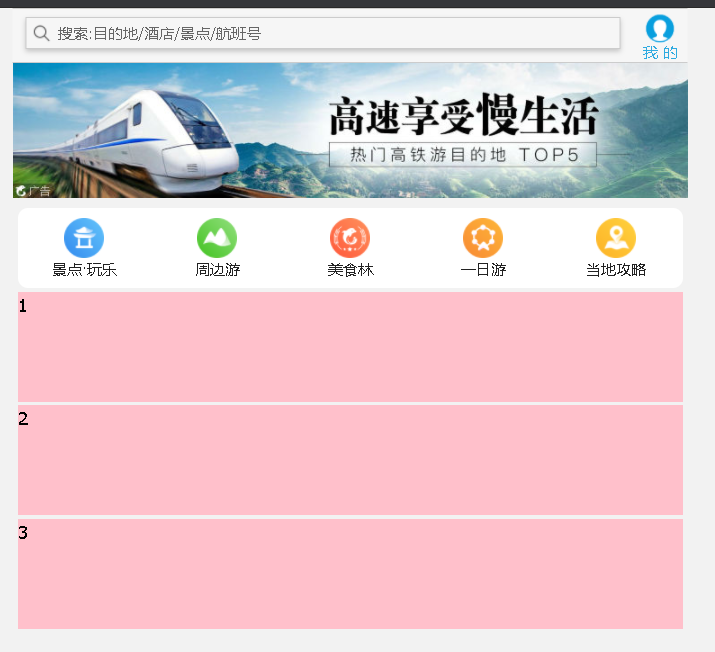 搜索:目的地/酒店/景点/航班号
我 的
高速享受慢生活
热门高铁游目的地 TOP5
广告
景点·玩乐
周边游
美食林
一日游
当地攻略
1
2
3